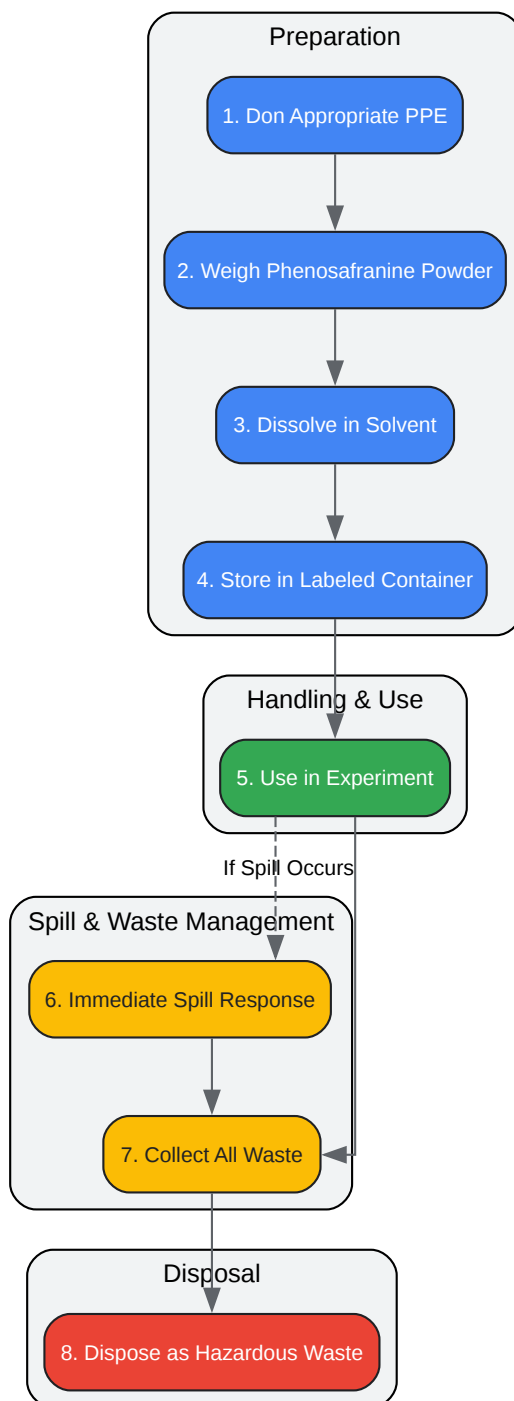 Preparation
1. Don Appropriate PPE
2. Weigh Phenosafranine Powder
3. Dissolve in Solvent
4. Store in Labeled Container
Handling & Use
5. Use in Experiment
If Spill Occurs
Spill & Waste Management
6. Immediate Spill Response
7. Collect All Waste
Disposal
8. Dispose as Hazardous Waste